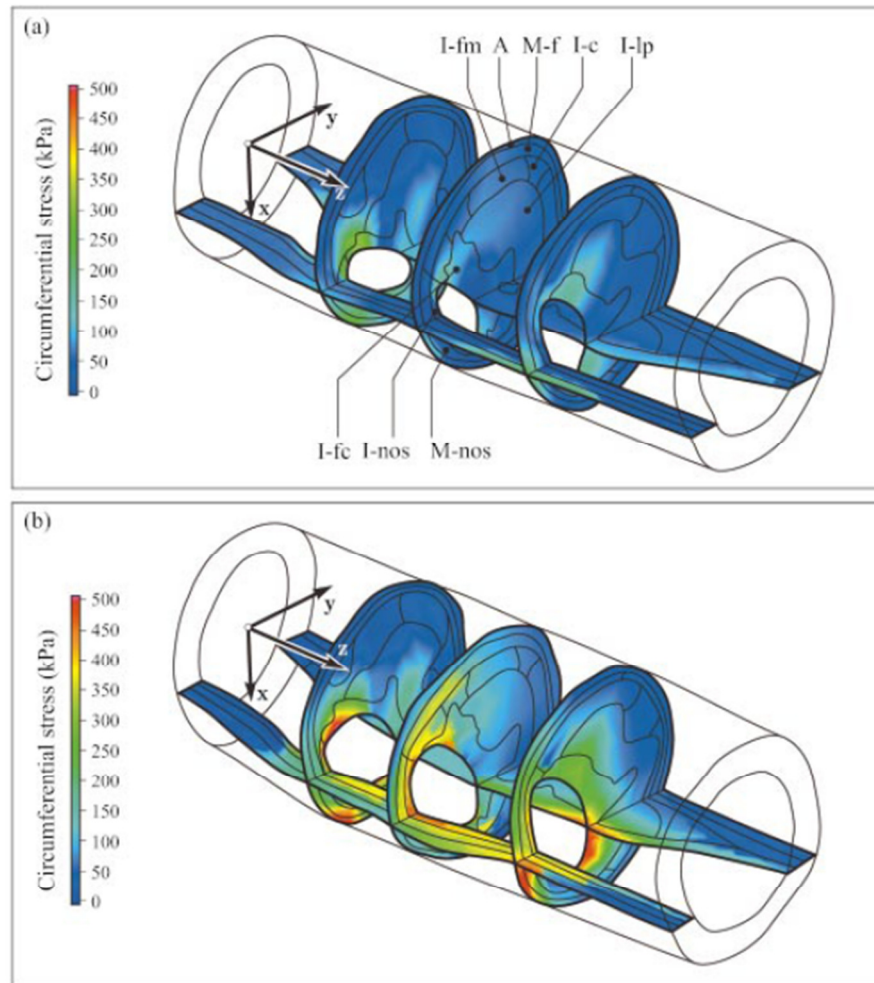 (a)
I-fm A M-f I-c I-lp
Circumferential stress (kPa)
500
450
400
350
300
250
200
150
100
50
0
y
z
x
I-fc I-nos M-nos
(b)
Circumferential stress (kPa)
500
450
400
350
300
250
200
150
100
50
0
y
z
x